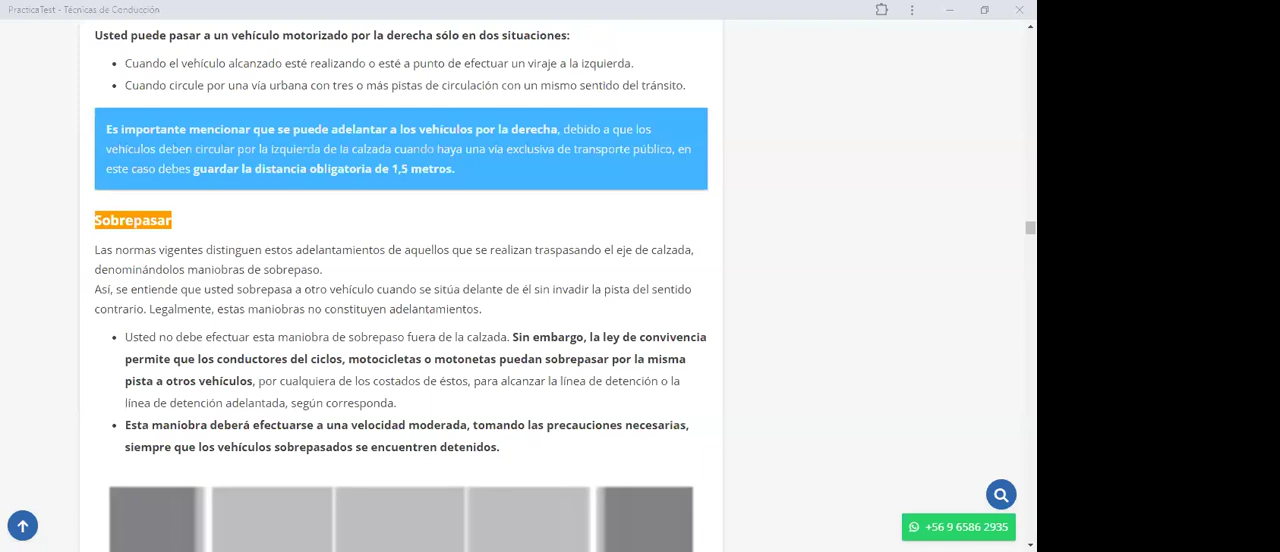 PracticaTest - Técnicas de Conducción
Usted puede pasar a un vehículo motorizado por la derecha sólo en dos situaciones:
• Cuando el vehículo alcanzado esté realizando o esté a punto de efectuar un viraje a la izquierda.
• Cuando circule por una vía urbana con tres o más pistas de circulación con un mismo sentido del tránsito.
Es importante mencionar que se puede adelantar a los vehículos por la derecha, debido a que los
vehículos deben circular por la izquierda de la calzada cuando haya una vía exclusiva de transporte público, en
este caso debes guardar la distancia obligatoria de 1,5 metros.
Sobrepasar
Las normas vigentes distinguen estos adelantamientos de aquellos que se realizan traspasando el eje de calzada,
denominándolos maniobras de sobrepaso.
Así, se entiende que usted sobrepasa a otro vehículo cuando se sitúa delante de él sin invadir la pista del sentido
contrario. Legalmente, estas maniobras no constituyen adelantamientos.
• Usted no debe efectuar esta maniobra de sobrepaso fuera de la calzada. Sin embargo, la ley de convivencia
permite que los conductores del ciclos, motocicletas o motonetas puedan sobrepasar por la misma
pista a otros vehículos, por cualquiera de los costados de éstos, para alcanzar la línea de detención o la
línea de detención adelantada, según corresponda.
• Esta maniobra deberá efectuarse a una velocidad moderada, tomando las precauciones necesarias,
siempre que los vehículos sobrepasados se encuentren detenidos.
+56 9 6586 2935